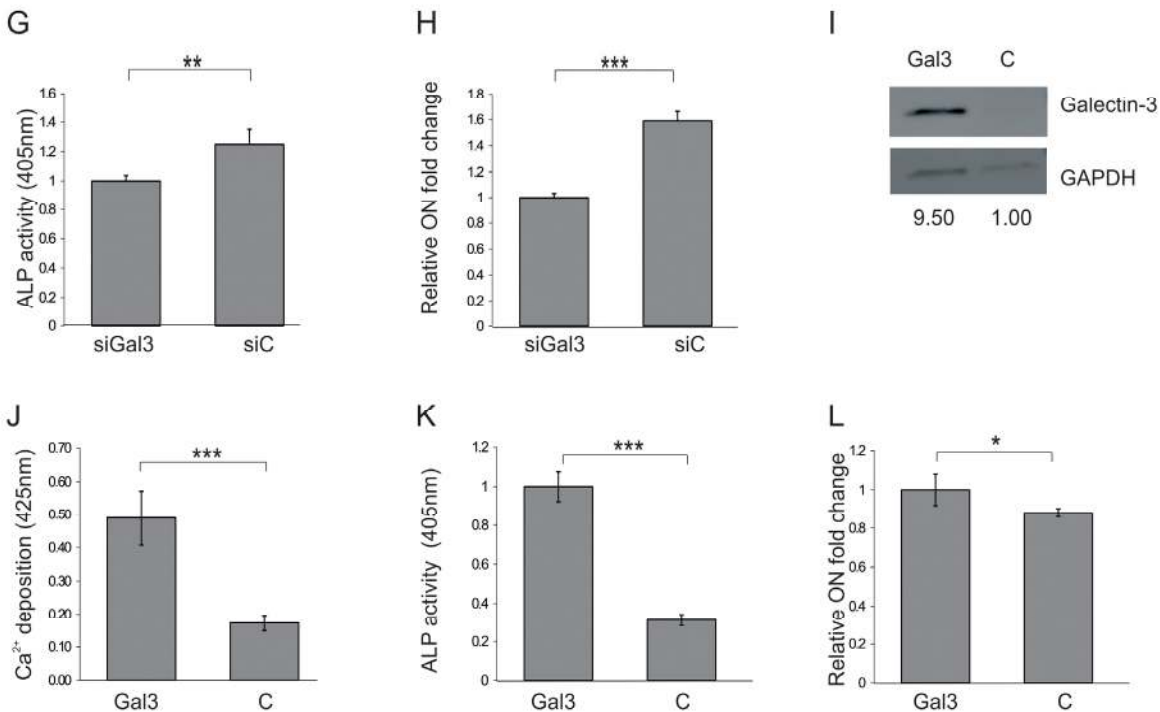 G
**
ALP activity (405nm)
1.6
1.4
1.2
1
0.8
0.6
0.4
0.2
0
siGal3 siC
H
***
Relative ON fold change
1.8
1.6
1.4
1.2
1
0.8
0.6
0.4
0.2
0
siGal3 siC
I
Gal3 C
Galectin-3
GAPDH
9.50 1.00
J
***
Ca²⁺ deposition (425nm)
0.70
0.60
0.50
0.40
0.30
0.20
0.10
0.00
Gal3 C
K
***
ALP activity (405nm)
1.2
1
0.8
0.6
0.4
0.2
0
Gal3 C
L
*
Relative ON fold change
1.2
1
0.8
0.6
0.4
0.2
0
Gal3 C